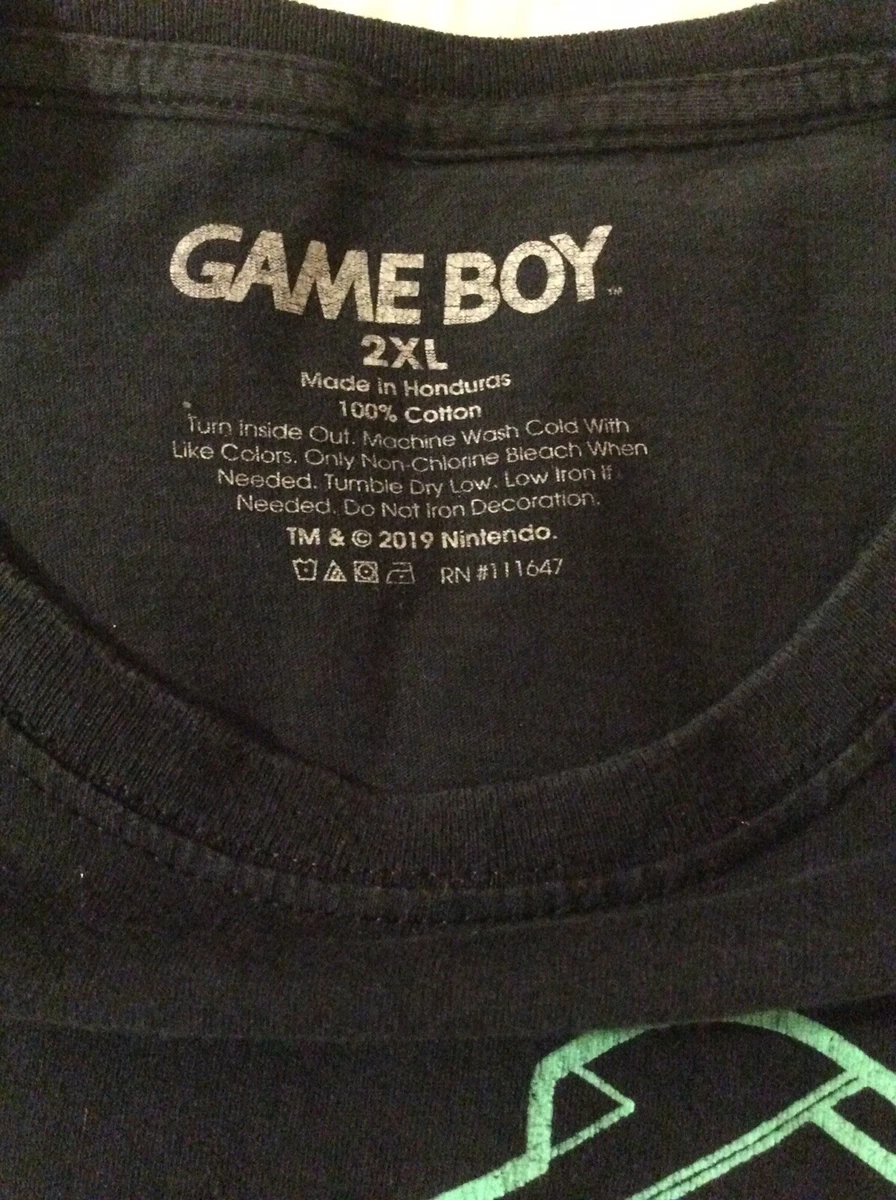 GAME BOY™
2XL
Made in Honduras
100% Cotton
Turn Inside Out. Machine Wash Cold With
Like Colors. Only Non-Chlorine Bleach When
Needed. Tumble Dry Low. Low Iron If
Needed. Do Not Iron Decoration.
TM & © 2019 Nintendo.
RN #111647